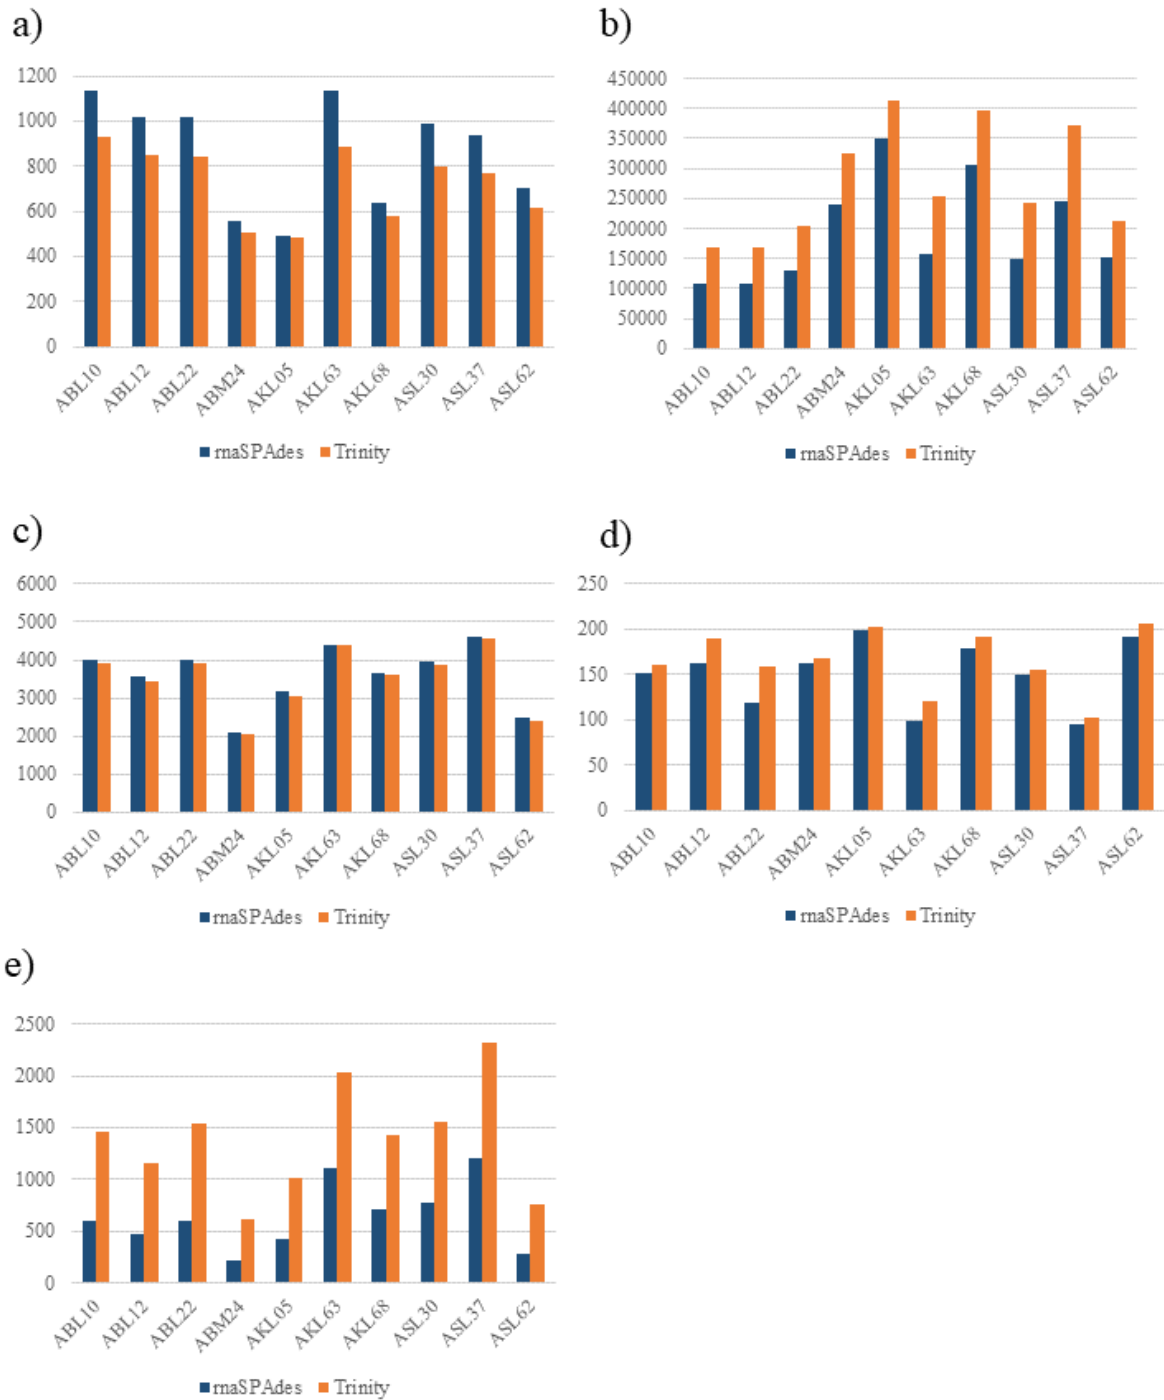 a)
1200
1000
800
600
400
200
0
ABL10 ABL12 ABL22 ABM24 AKL05 AKL63 AKL68 ASL30 ASL37 ASL62
rnaSPAdes Trinity
b)
450000
400000
350000
300000
250000
200000
150000
100000
50000
0
ABL10 ABL12 ABL22 ABM24 AKL05 AKL63 AKL68 ASL30 ASL37 ASL62
rnaSPAdes Trinity
c)
6000
5000
4000
3000
2000
1000
0
ABL10 ABL12 ABL22 ABM24 AKL05 AKL63 AKL68 ASL30 ASL37 ASL62
rnaSPAdes Trinity
d)
250
200
150
100
50
0
ABL10 ABL12 ABL22 ABM24 AKL05 AKL63 AKL68 ASL30 ASL37 ASL62
rnaSPAdes Trinity
e)
2500
2000
1500
1000
500
0
ABL10 ABL12 ABL22 ABM24 AKL05 AKL63 AKL68 ASL30 ASL37 ASL62
rnaSPAdes Trinity